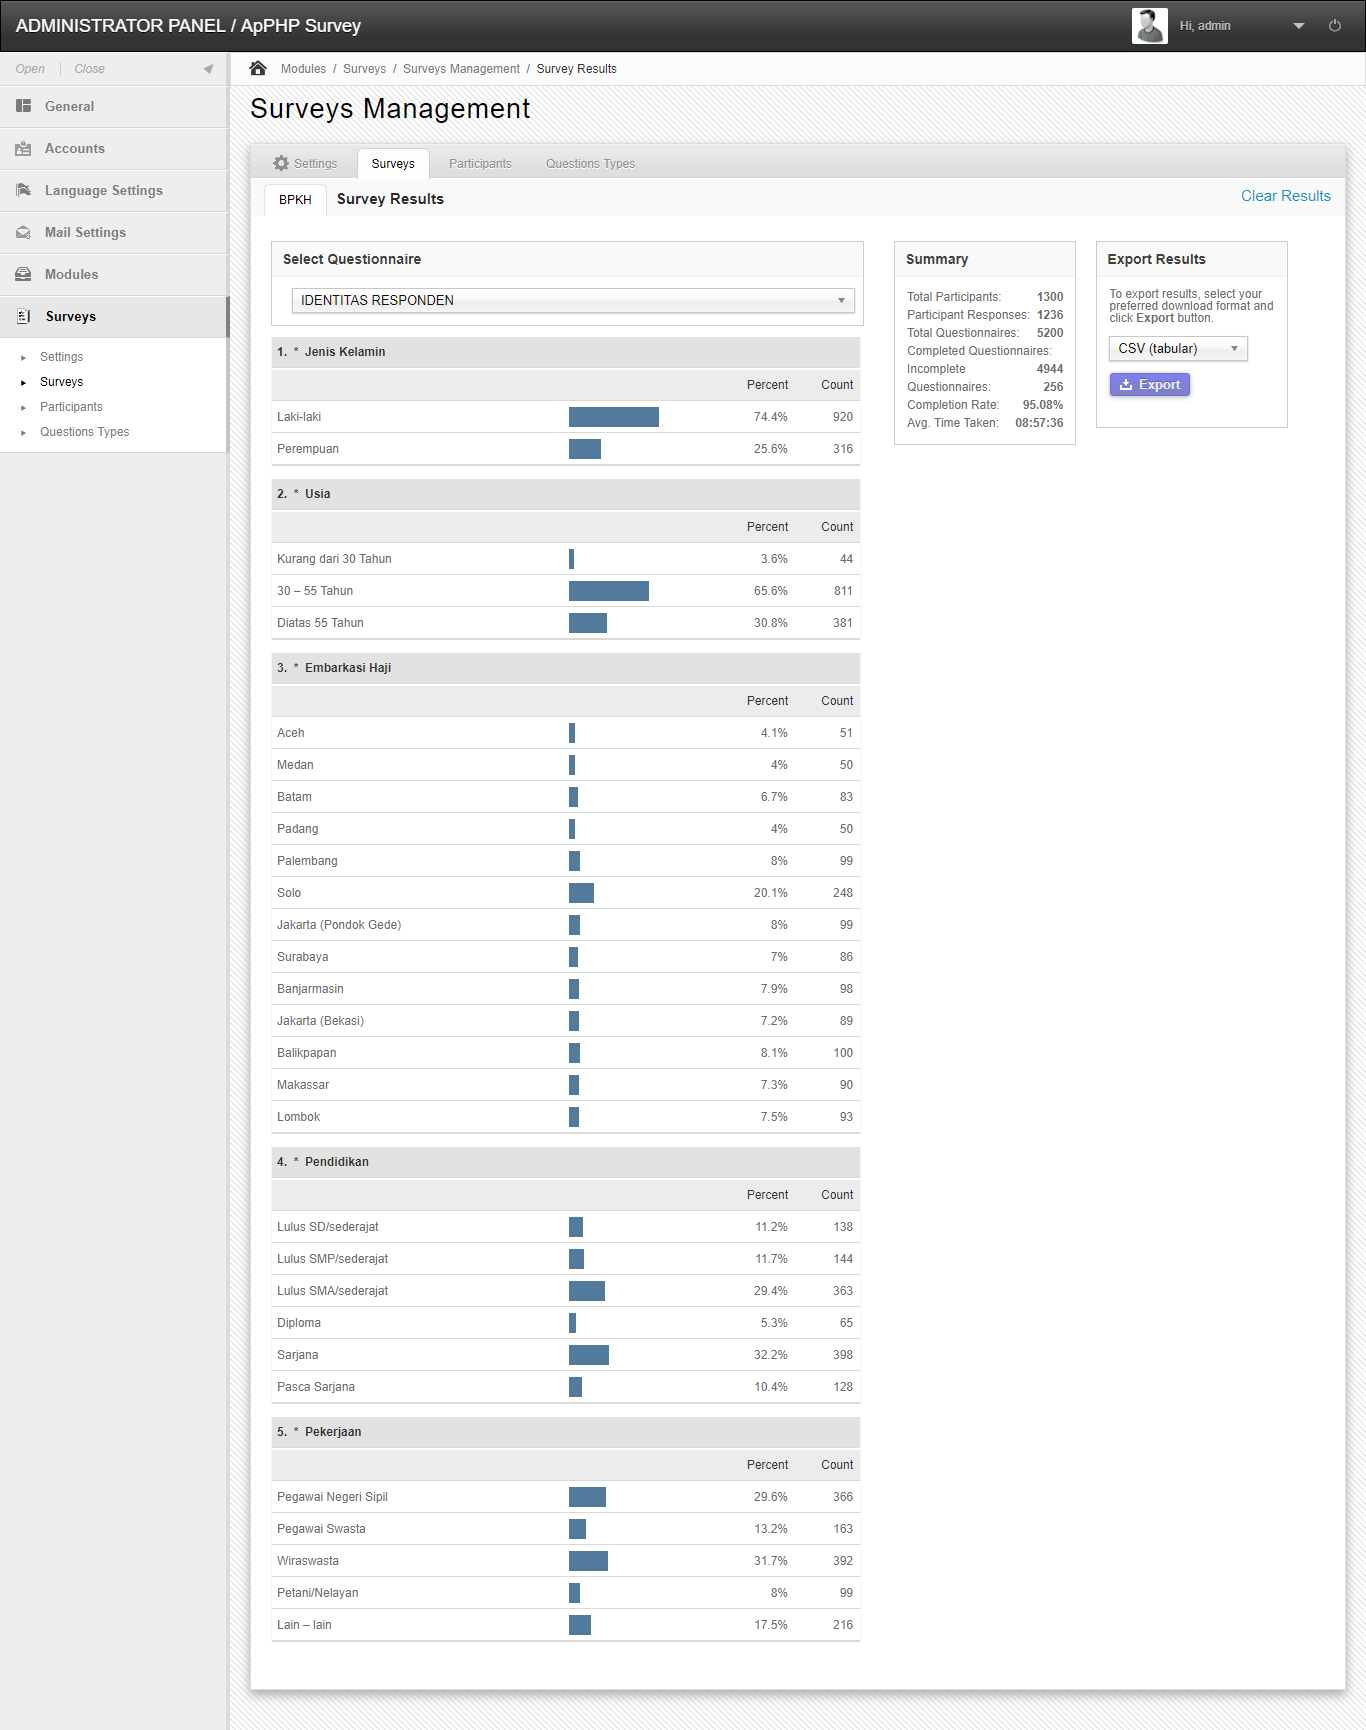 ADMINISTRATOR PANEL / ApPHP Survey
Hi, admin
Open Close
Modules / Surveys / Surveys Management / Survey Results
General
Accounts
Language Settings
Mail Settings
Modules
Surveys
Settings
Surveys
Participants
Questions Types
Surveys Management
Settings Surveys Participants Questions Types
BPKH Survey Results Clear Results
Select Questionnaire
IDENTITAS RESPONDEN
1. * Jenis Kelamin
Percent Count
Laki-laki 74.4% 920
Perempuan 25.6% 316
2. * Usia
Percent Count
Kurang dari 30 Tahun 3.6% 44
30 – 55 Tahun 65.6% 811
Diatas 55 Tahun 30.8% 381
3. * Embarkasi Haji
Percent Count
Aceh 4.1% 51
Medan 4% 50
Batam 6.7% 83
Padang 4% 50
Palembang 8% 99
Solo 20.1% 248
Jakarta (Pondok Gede) 8% 99
Surabaya 7% 86
Banjarmasin 7.9% 98
Jakarta (Bekasi) 7.2% 89
Balikpapan 8.1% 100
Makassar 7.3% 90
Lombok 7.5% 93
4. * Pendidikan
Percent Count
Lulus SD/sederajat 11.2% 138
Lulus SMP/sederajat 11.7% 144
Lulus SMA/sederajat 29.4% 363
Diploma 5.3% 65
Sarjana 32.2% 398
Pasca Sarjana 10.4% 128
5. * Pekerjaan
Percent Count
Pegawai Negeri Sipil 29.6% 366
Pegawai Swasta 13.2% 163
Wiraswasta 31.7% 392
Petani/Nelayan 8% 99
Lain – lain 17.5% 216
Summary
Total Participants: 1300
Participant Responses: 1236
Total Questionnaires: 5200
Completed Questionnaires:
Incomplete 4944
Questionnaires: 256
Completion Rate: 95.08%
Avg. Time Taken: 08:57:36
Export Results
To export results, select your
preferred download format and
click Export button.
CSV (tabular)
Export